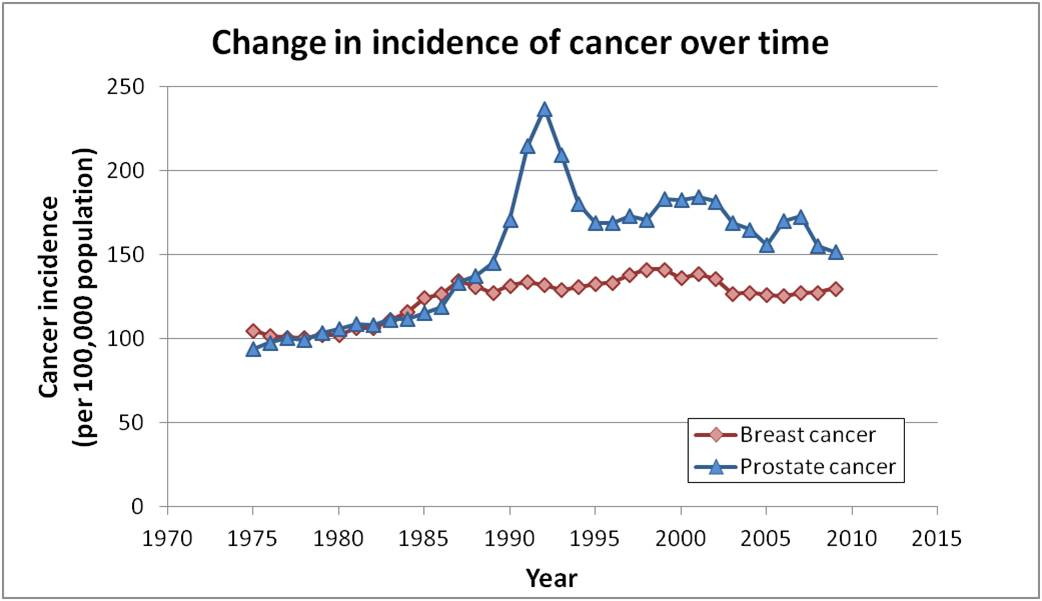 Change in incidence of cancer over time
Cancer incidence
(per 100,000 population)
250
200
150
100
50
0
1970 1975 1980 1985 1990 1995 2000 2005 2010 2015
Year
Breast cancer
Prostate cancer